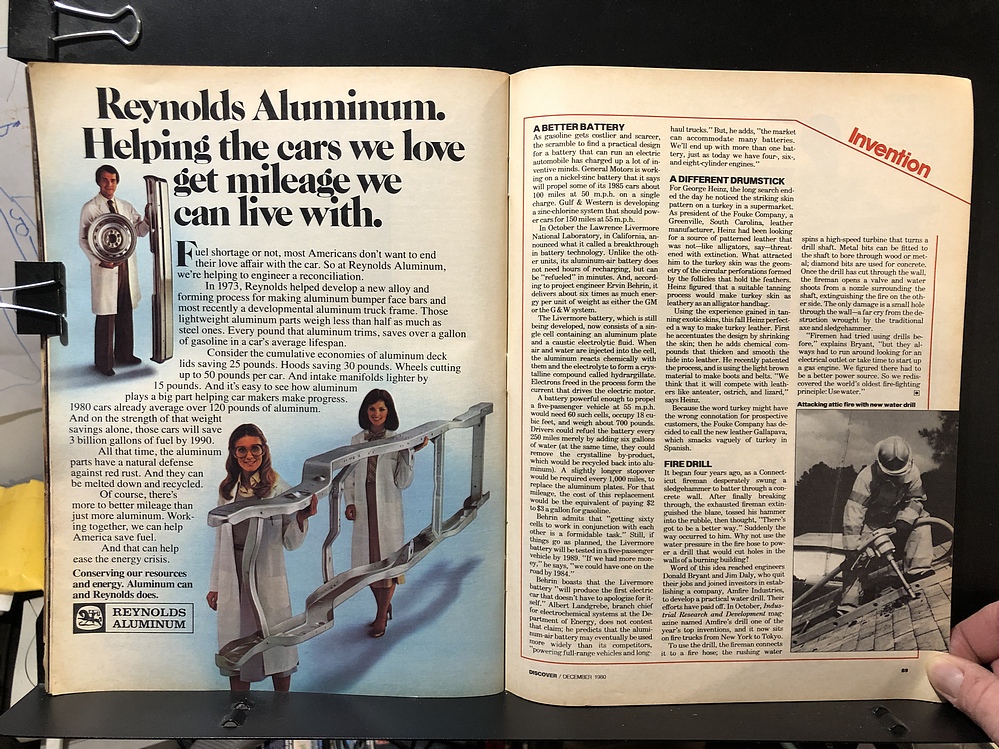 Reynolds Aluminum.
Helping the cars we love
get mileage we
can live with.
Fuel shortage or not, most Americans don't want to end
their love affair with the car. So at Reynolds Aluminum,
we're helping to engineer a reconciliation.
In 1973, Reynolds helped develop a new alloy and
forming process for making aluminum bumper face bars and
most recently a developmental aluminum truck frame. Those
lightweight aluminum parts weigh less than half as much as
steel ones. Every pound that aluminum trims, saves over a gallon
of gasoline in a car's average lifespan.
Consider the cumulative economies of aluminum deck
lids saving 25 pounds. Hoods saving 30 pounds. Wheels cutting
up to 50 pounds per car. And intake manifolds lighter by
15 pounds. And it's easy to see how aluminum
plays a big part helping car makers make progress.
1980 cars already average over 120 pounds of aluminum.
And on the strength of that weight
savings alone, those cars will save
3 billion gallons of fuel by 1990.
All that time, the aluminum
parts have a natural defense
against red rust. And they can
be melted down and recycled.
Of course, there's
more to better mileage than
just more aluminum. Work-
ing together, we can help
America save fuel.
And that can help
ease the energy crisis.
Conserving our resources
and energy. Aluminum can
and Reynolds does.
REYNOLDS
ALUMINUM
Invention
A BETTER BATTERY
As gasoline gets costlier and scarcer,
the scramble to find a practical design
for a battery that can run an electric
automobile has charged up a lot of in-
ventive minds. General Motors is work-
ing on a nickel-zinc battery that it says
will propel some of its 1985 cars about
100 miles at 50 m.p.h. on a single
charge. Gulf & Western is developing
a zinc-chlorine system that should pow-
er cars for 150 miles at 55 m.p.h.
In October the Lawrence Livermore
National Laboratory, in California, an-
nounced what it called a breakthrough
in battery technology. Unlike the oth-
er units, its aluminum-air battery does
not need hours of recharging, but can
be "refueled" in minutes. And, accord-
ing to project engineer Ervin Behrin, it
delivers about six times as much ener-
gy per unit of weight as either the GM
or the G & W system.
The Livermore battery, which is still
being developed, now consists of a sin-
gle cell containing an aluminum plate
and a caustic electrolytic fluid. When
air and water are injected into the cell,
the aluminum reacts chemically with
them and the electrolyte to form a crys-
talline compound called hydrargillite.
Electrons freed in the process form the
current that drives the electric motor.
A battery powerful enough to propel
a five-passenger vehicle at 55 m.p.h.
would need 60 cells, occupy 18 cu-
bic feet, and weigh about 700 pounds.
Drivers could refuel the battery every
250 miles merely by adding six gallons
of water (at the same time, they could
remove the crystalline by-product,
which would be recycled back into alu-
minum). A slightly longer stopover
would be required every 1,000 miles, to
replace the aluminum plates. For that
mileage, the cost of this replacement
would be the equivalent of paying $2
to $3 a gallon for gasoline.
Behrin admits that "getting sixty
cells to work in conjunction with each
other is a formidable task." Still, if
things go as planned, the Livermore
battery will be tested in a five-passenger
vehicle by 1989. "If we had more mon-
ey," he says, "we could have one on the
road by 1984."
Behrin boasts that the Livermore
battery "will produce the first electric
car that doesn't have to apologize for it-
self." Albert Landgrebe, branch chief
for electrochemical systems at the De-
partment of Energy, does not contest
that claim; he predicts that the alumi-
num-air battery may eventually be used
more widely than its competitors,
"powering full-range vehicles and long-
haul trucks." But, he adds, "the market
can accommodate many batteries.
We'll end up with more than one bat-
tery, just as today we have four-, six-,
and eight-cylinder engines."
A DIFFERENT DRUMSTICK
For George Heinz, the long search end-
ed the day he noticed the striking skin
pattern on a turkey in a supermarket.
As president of the Fouke Company, a
Greenville, South Carolina, leather
manufacturer, Heinz had been looking
for a source of patterned leather that
was not—like alligators, say—threat-
ened with extinction. What attracted
him to the turkey skin was the geom-
etry of the circular perforations formed
by the follicles that hold the feathers.
Heinz figured that a suitable tanning
process would make turkey skin as
leathery as an alligator handbag.
Using the experience gained in tan-
ning exotic skins, this fall Heinz perfect-
ed a way to make turkey leather. First
he accentuates the design by shrinking
the skin; then he adds chemical com-
pounds that thicken and smooth the
hide into leather. He recently patented
the process, and is using the light brown
material to make boots and belts. "We
think that it will compete with leath-
ers like anteater, ostrich, and lizard,"
says Heinz.
Because the word turkey might have
the wrong connotation for prospective
customers, the Fouke Company has de-
cided to call the new leather Gallapava,
which smacks vaguely of turkey in
Spanish.
FIRE DRILL
It began four years ago, as a Connect-
icut fireman desperately swung a
sledgehammer to batter through a con-
crete wall. After finally breaking
through, the exhausted fireman extin-
guished the blaze, tossed his hammer
into the rubble, then thought, "There's
got to be a better way." Suddenly the
way occurred to him. Why not use the
water pressure in the fire hose to pow-
er a drill that would cut holes in the
walls of a burning building?
Word of this idea reached engineers
Donald Bryant and Jim Daly, who quit
their jobs and joined investors in estab-
lishing a company, Amfire Industries,
to develop a practical water drill. Their
efforts have paid off. In October, Indus-
trial Research and Development mag-
azine named Amfire's drill one of the
year's top inventions, and it now sits
on fire trucks from New York to Tokyo.
To use the drill, the fireman connects
it to a fire hose; the rushing water
spins a high-speed turbine that turns a
drill shaft. Metal bits can be fitted to
the shaft to bore through wood or met-
al; diamond bits are used for concrete.
Once the drill has cut through the wall,
the fireman opens a valve and water
shoots from a nozzle surrounding the
shaft, extinguishing the fire on the oth-
er side. The only damage is a small hole
through the wall—a far cry from the de-
struction wrought by the traditional
axe and sledgehammer.
"Firemen had tried using drills be-
fore," explains Bryant, "but they al-
ways had to run around looking for an
electrical outlet or take time to start up
a gas engine. We figured there had to
be a better power source. So we redis-
covered the world's oldest fire-fighting
principle: Use water."
Attacking attic fire with new water drill
DISCOVER / DECEMBER 1980
89